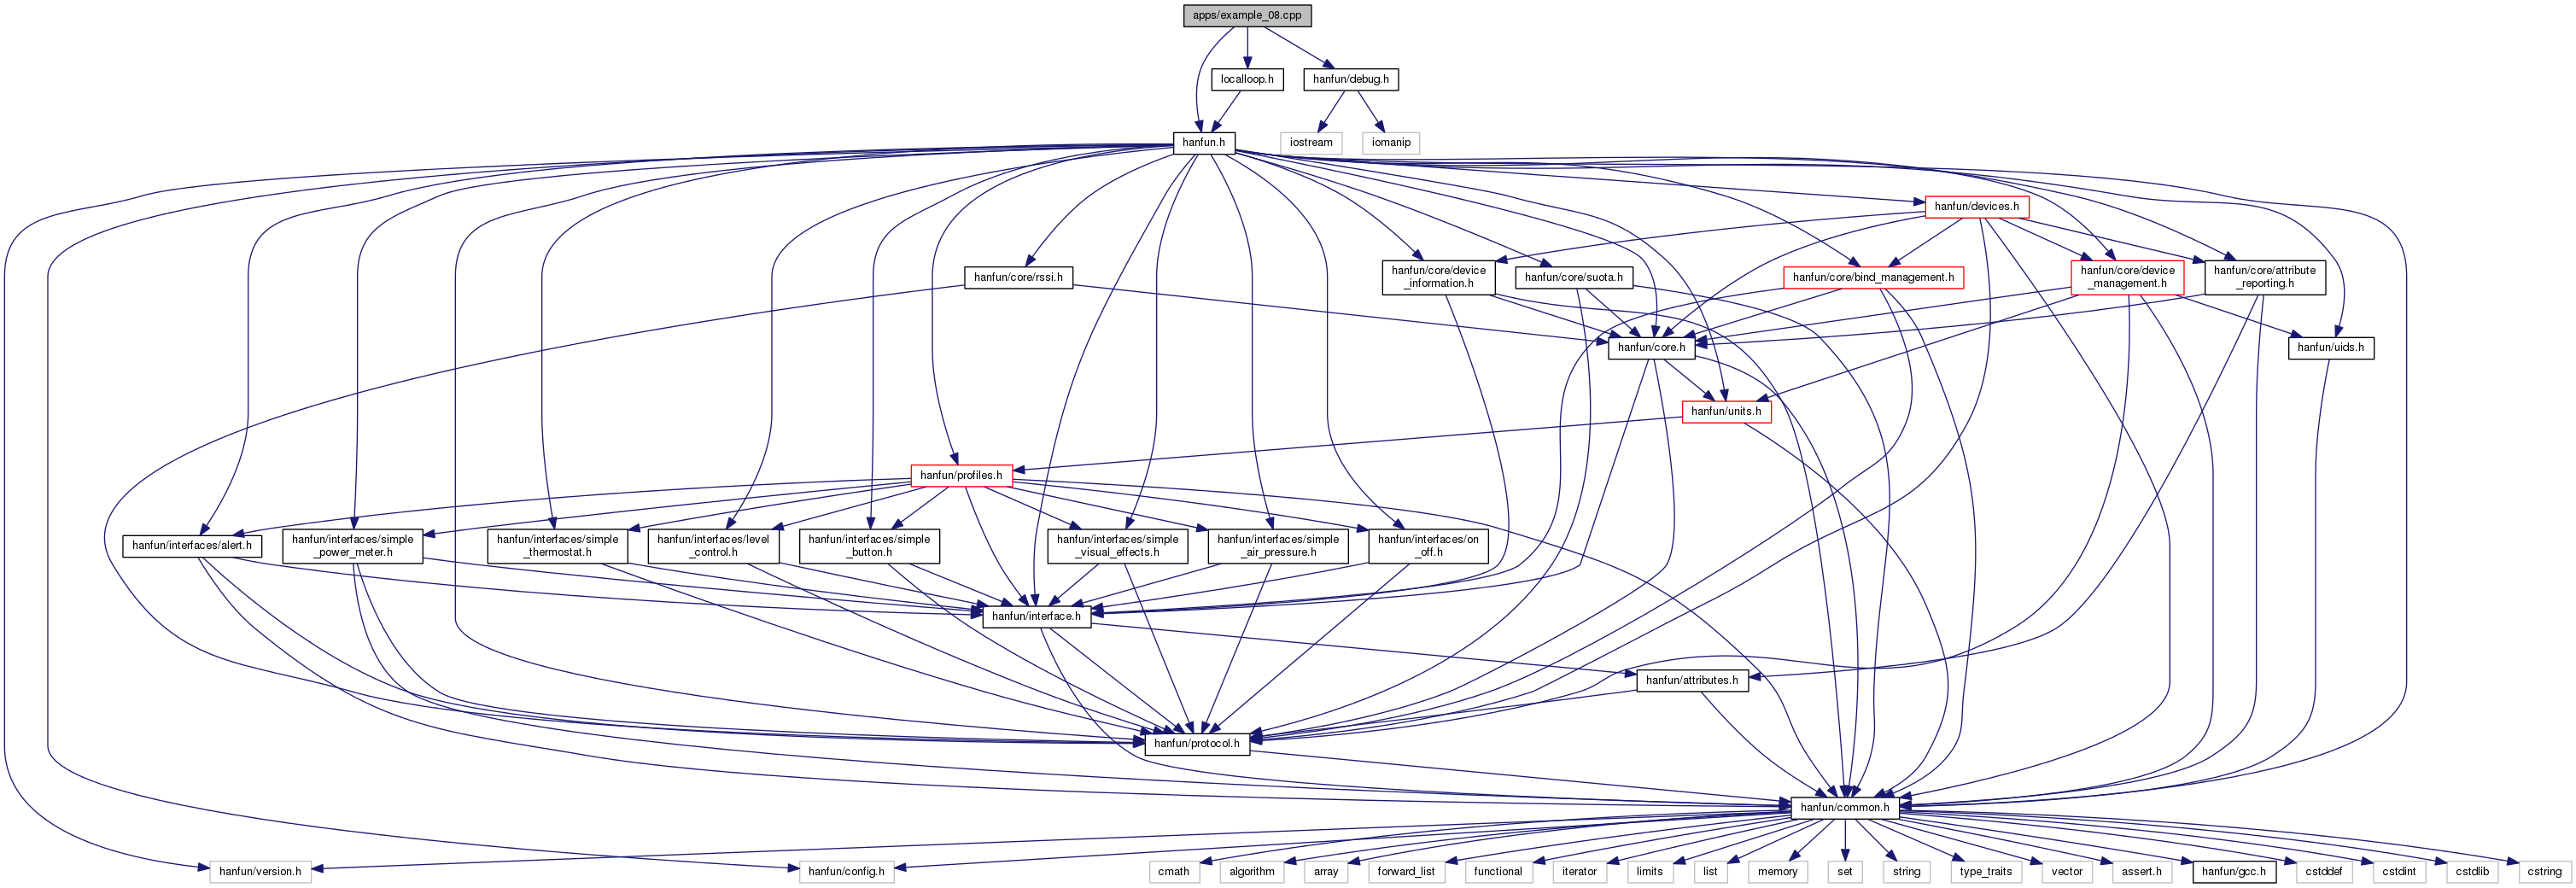 apps/example_08.cpp
localloop.h
hanfun/debug.h
hanfun.h
iostream
iomanip
hanfun/devices.h
hanfun/core/rssi.h
hanfun/core/device
_information.h
hanfun/core/suota.h
hanfun/core/bind_management.h
hanfun/core/device
_management.h
hanfun/core/attribute
_reporting.h
hanfun/core.h
hanfun/uids.h
hanfun/units.h
hanfun/profiles.h
hanfun/interfaces/alert.h
hanfun/interfaces/simple
_power_meter.h
hanfun/interfaces/simple
_thermostat.h
hanfun/interfaces/level
_control.h
hanfun/interfaces/simple
_button.h
hanfun/interfaces/simple
_visual_effects.h
hanfun/interfaces/simple
_air_pressure.h
hanfun/interfaces/on
_off.h
hanfun/interface.h
hanfun/attributes.h
hanfun/protocol.h
hanfun/common.h
hanfun/version.h
hanfun/config.h
cmath
algorithm
array
forward_list
functional
iterator
limits
list
memory
set
string
type_traits
vector
assert.h
hanfun/gcc.h
cstddef
cstdint
cstdlib
cstring